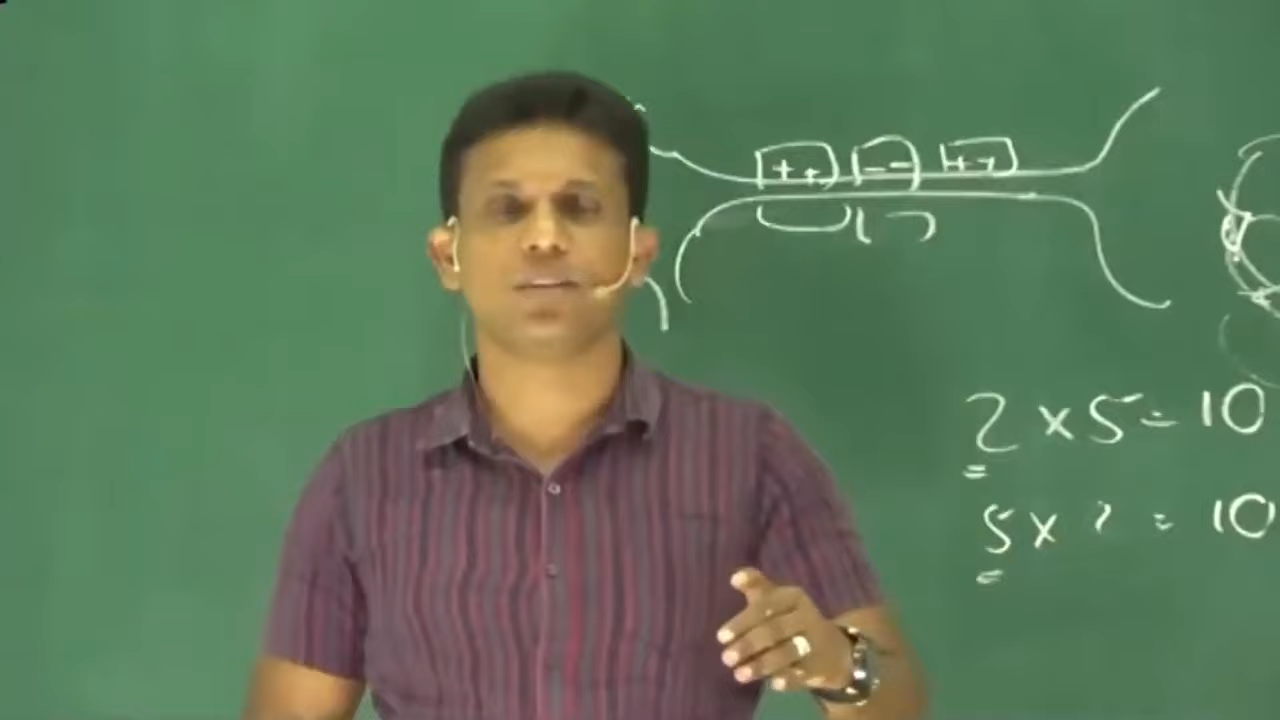 ++ -- ++
2 x 5 = 10
5 x 2 = 10